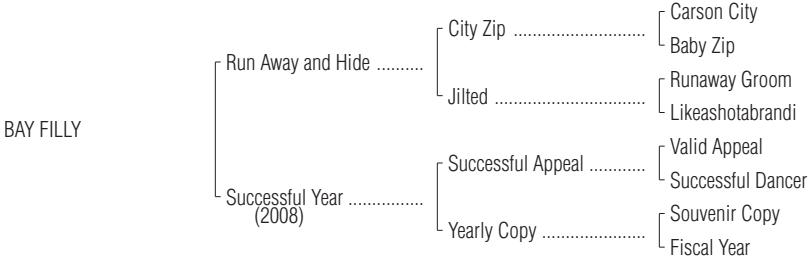 Carson City
City Zip ............................
Baby Zip
Run Away and Hide ..........
Runaway Groom
Jilted ................................
Likeashotabrandi
BAY FILLY
Valid Appeal
Successful Appeal ............
Successful Dancer
Successful Year ................
(2008)
Souvenir Copy
Yearly Copy ......................
Fiscal Year